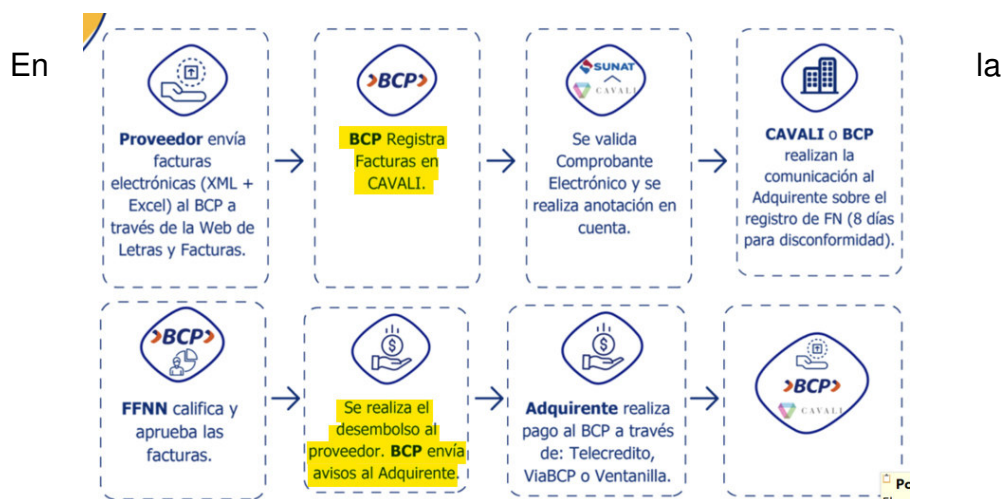 En
la
>BCP>
SUNAT
CAVALI
Proveedor envía
facturas
electrónicas (XML +
Excel) al BCP a
través de la Web de
Letras y Facturas.
BCP Registra
Facturas en
CAVALI.
Se valida
Comprobante
Electrónico y se
realiza anotación en
cuenta.
CAVALI o BCP
realizan la
comunicación al
Adquirente sobre el
registro de FN (8 días
para disconformidad).
>BCP>
FFNN califica y
aprueba las
facturas.
$
Se realiza el
desembolso al
proveedor. BCP envía
avisos al Adquirente.
$
Adquirente realiza
pago al BCP a través
de: Telecredito,
ViaBCP o Ventanilla.
>BCP>
CAVALI